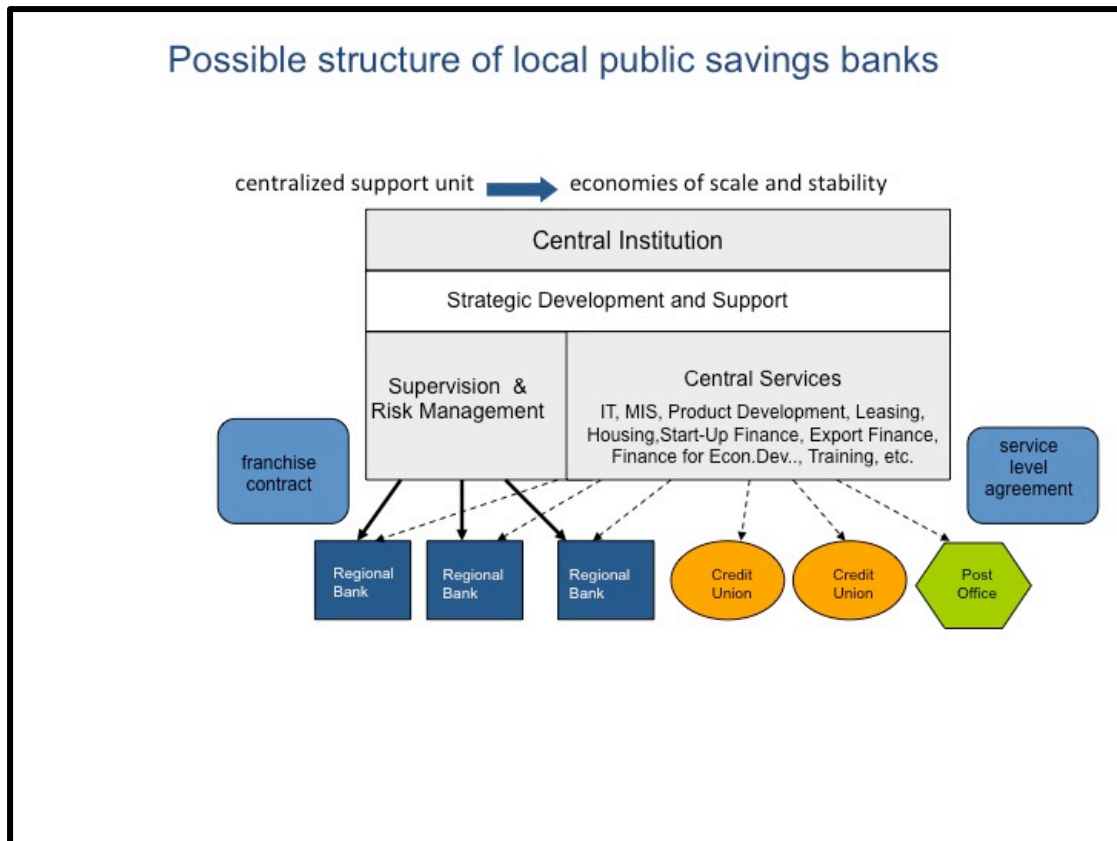 Possible structure of local public savings banks
centralized support unit
economies of scale and stability
Central Institution
Strategic Development and Support
Supervision &
Risk Management
Central Services
IT, MIS, Product Development, Leasing,
Housing,Start-Up Finance, Export Finance,
Finance for Econ.Dev.., Training, etc.
franchise
contract
service
level
agreement
Regional
Bank
Regional
Bank
Regional
Bank
Credit
Union
Credit
Union
Post
Office